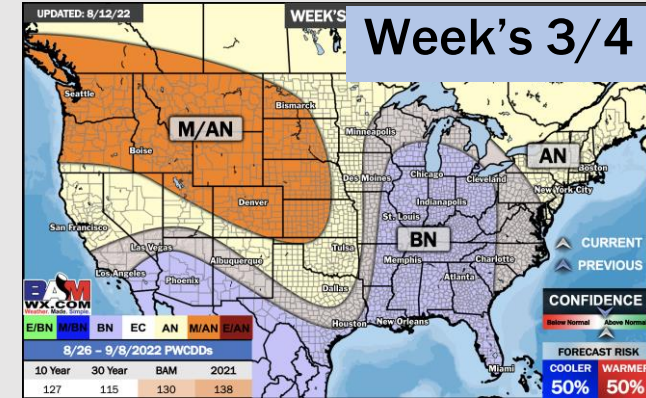 UPDATED: 8/12/22
WEEK'S
Week's 3/4
Seattle
Bismarck
M/AN
Minneapolis
Boise
AN
Boston
Des Moines
Chicago
Cleveland
New York City
Denver
Indianapolis
St. Louis
San Francisco
BN
CURRENT
Las Vegas
Albuquerque
Tulsa
Memphis
Charlotte
PREVIOUS
Los Angeles
Phoenix
Dallas
Atlanta
BAM
WX.COM
Weather. Made. Simple.
Houston
New Orleans
CONFIDENCE
Below Normal
Above Normal
E/BN M/BN BN EC AN M/AN E/AN
8/26 – 9/8/2022 PWCDDs
Miami
FORECAST RISK
10 Year 30 Year BAM 2021
COOLER WARMER
127 115 130 138
50% 50%